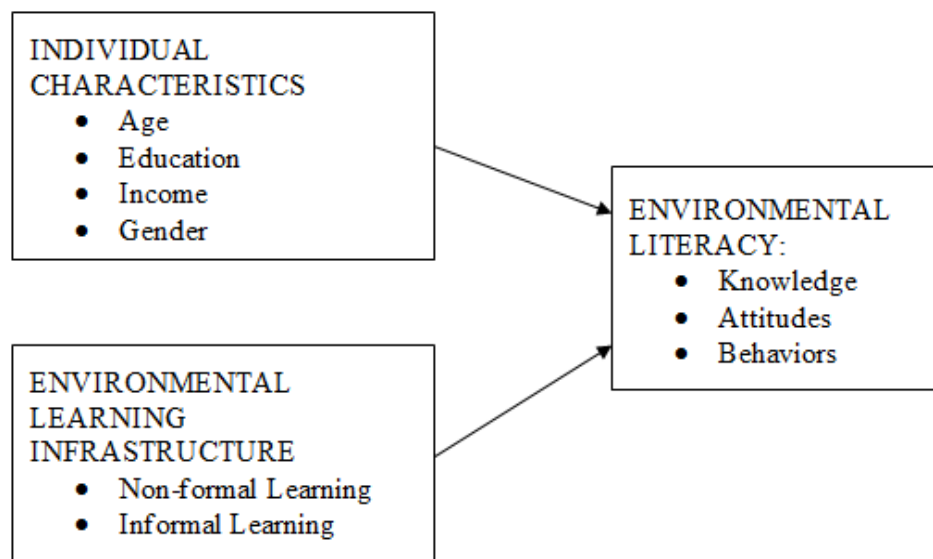 INDIVIDUAL
CHARACTERISTICS
• Age
• Education
• Income
• Gender
ENVIRONMENTAL
LEARNING
INFRASTRUCTURE
• Non-formal Learning
• Informal Learning
ENVIRONMENTAL
LITERACY:
• Knowledge
• Attitudes
• Behaviors